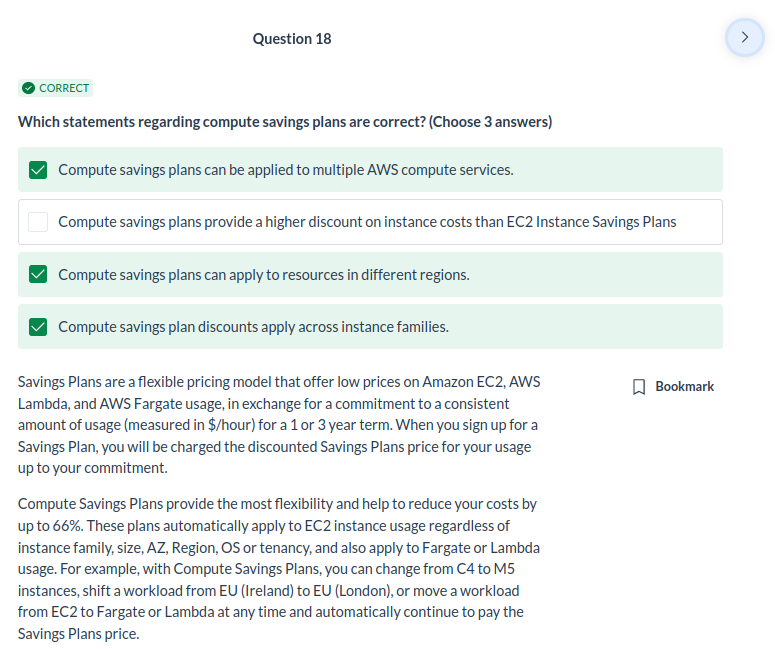 Question 18
CORRECT
Which statements regarding compute savings plans are correct? (Choose 3 answers)
Compute savings plans can be applied to multiple AWS compute services.
Compute savings plans provide a higher discount on instance costs than EC2 Instance Savings Plans
Compute savings plans can apply to resources in different regions.
Compute savings plan discounts apply across instance families.
Savings Plans are a flexible pricing model that offer low prices on Amazon EC2, AWS
Lambda, and AWS Fargate usage, in exchange for a commitment to a consistent
amount of usage (measured in $/hour) for a 1 or 3 year term. When you sign up for a
Savings Plan, you will be charged the discounted Savings Plans price for your usage
up to your commitment.
Bookmark
Compute Savings Plans provide the most flexibility and help to reduce your costs by
up to 66%. These plans automatically apply to EC2 instance usage regardless of
instance family, size, AZ, Region, OS or tenancy, and also apply to Fargate or Lambda
usage. For example, with Compute Savings Plans, you can change from C4 to M5
instances, shift a workload from EU (Ireland) to EU (London), or move a workload
from EC2 to Fargate or Lambda at any time and automatically continue to pay the
Savings Plans price.